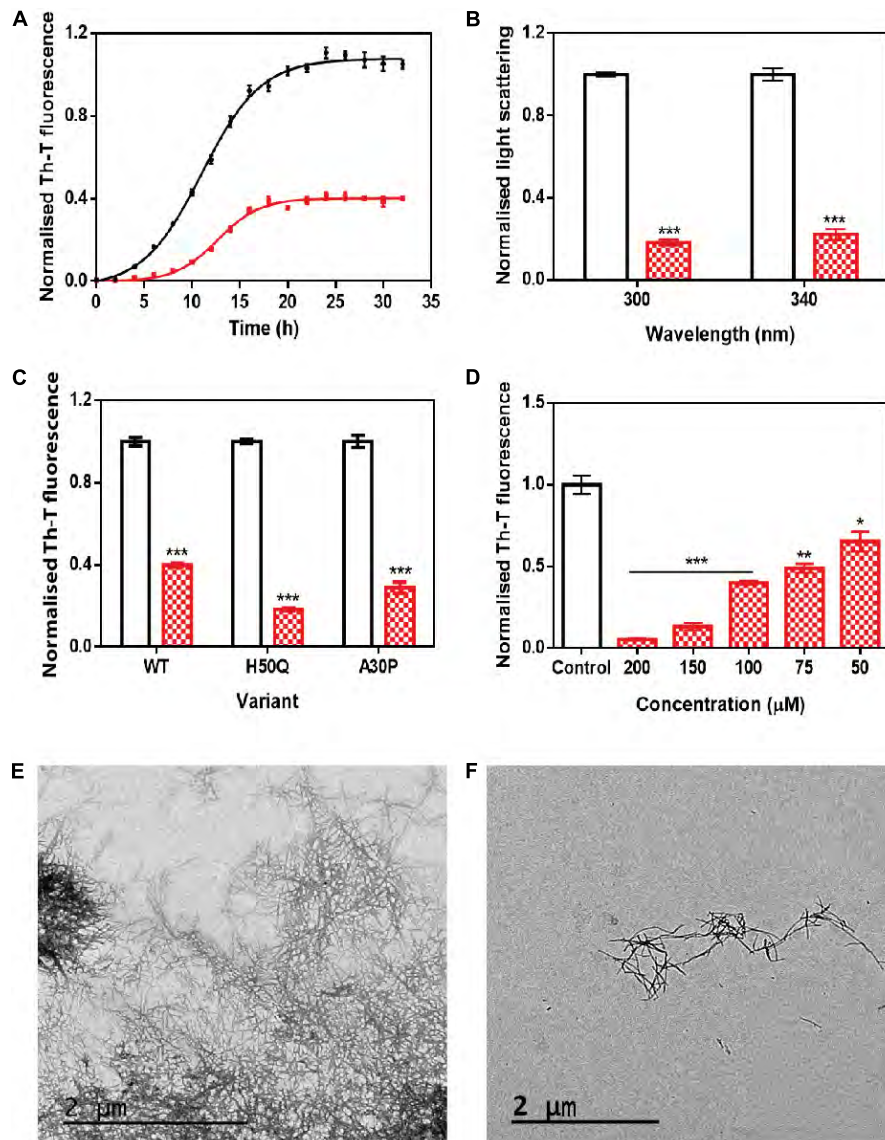 A
Normalised Th-T fluorescence
1.2
0.8
0.4
0.0
0 5 10 15 20 25 30 35
Time (h)
B
Normalised light scattering
1.2
0.8
0.4
0.0
***
***
300 340
Wavelength (nm)
C
Normalised Th-T fluorescence
1.2
0.8
0.4
0.0
***
***
***
WT H50Q A30P
Variant
D
Normalised Th-T fluorescence
1.5
1.0
0.5
0.0
***
**
*
Control 200 150 100 75 50
Concentration (μM)
E
2 μm
F
2 μm